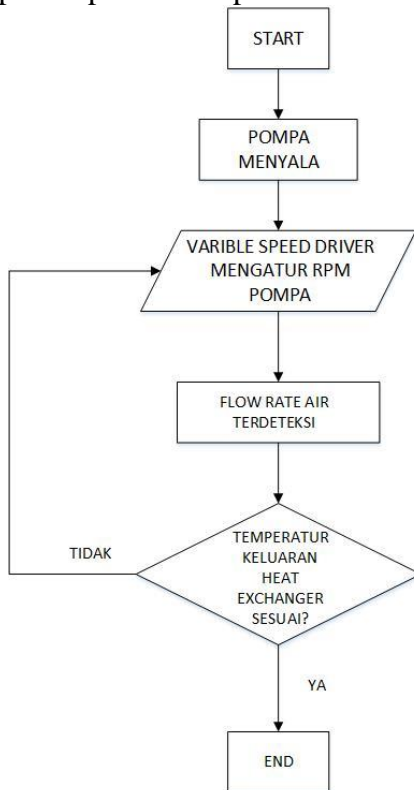 START
POMPA
MENYALA
VARIBLE SPEED DRIVER
MENGATUR RPM
POMPA
FLOW RATE AIR
TERDETEKSI
TEMPERATUR
KELUARAN
HEAT
EXCHANGER
SESUAI?
TIDAK
YA
END